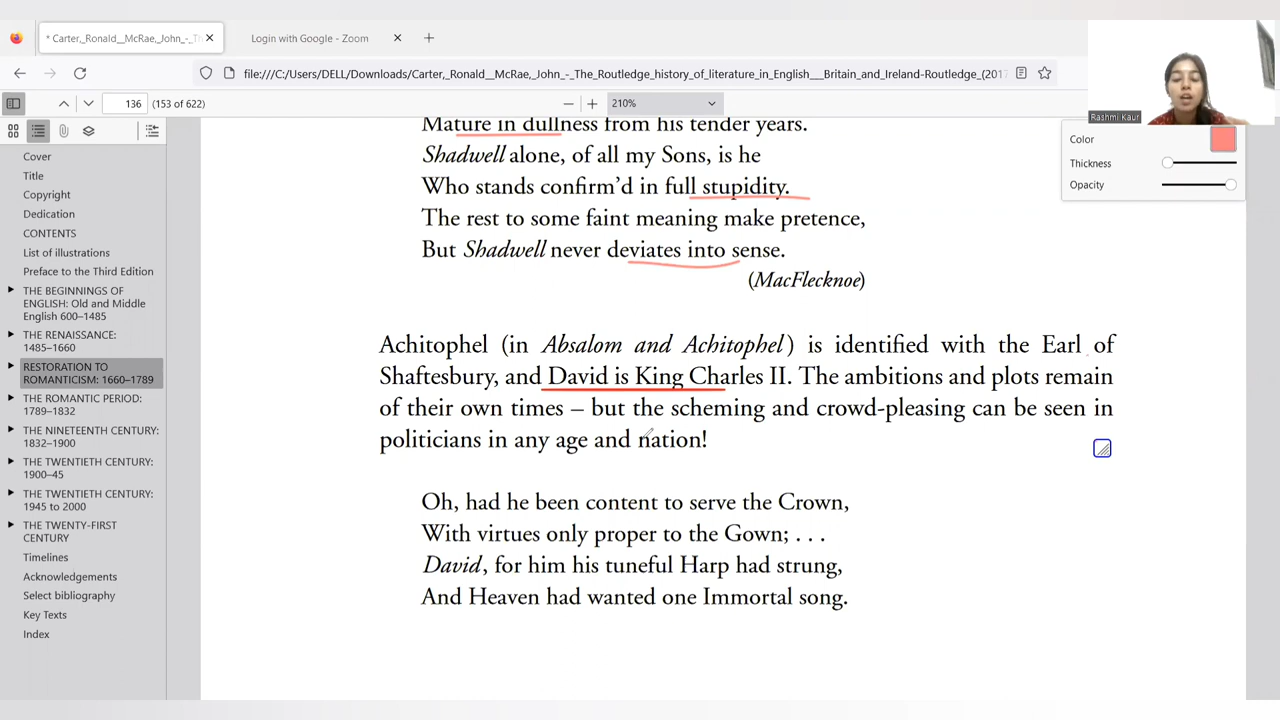 * Carter,_Ronald__McRae,_John_-_T
Login with Google - Zoom
file:///C:/Users/DELL/Downloads/Carter,_Ronald__McRae,_John_-_The_Routledge_history_of_literature_in_English___Britain_and_Ireland-Routledge_(201
136 (153 of 622)
210%
Rashmi Kaur
Color
Thickness
Opacity
Cover
Title
Copyright
Dedication
CONTENTS
List of illustrations
Preface to the Third Edition
THE BEGINNINGS OF
ENGLISH: Old and Middle
English 600–1485
THE RENAISSANCE:
1485–1660
RESTORATION TO
ROMANTICISM: 1660–1789
THE ROMANTIC PERIOD:
1789–1832
THE NINETEENTH CENTURY:
1832–1900
THE TWENTIETH CENTURY:
1900–45
THE TWENTIETH CENTURY:
1945 to 2000
THE TWENTY-FIRST
CENTURY
Timelines
Acknowledgements
Select bibliography
Key Texts
Index
Mature in dullness from his tender years.
Shadwell alone, of all my Sons, is he
Who stands confirm’d in full stupidity.
The rest to some faint meaning make pretence,
But Shadwell never deviates into sense.
(MacFlecknoe)
Achitophel (in Absalom and Achitophel) is identified with the Earl of
Shaftesbury, and David is King Charles II. The ambitions and plots remain
of their own times – but the scheming and crowd-pleasing can be seen in
politicians in any age and nation!
Oh, had he been content to serve the Crown,
With virtues only proper to the Gown; . . .
David, for him his tuneful Harp had strung,
And Heaven had wanted one Immortal song.